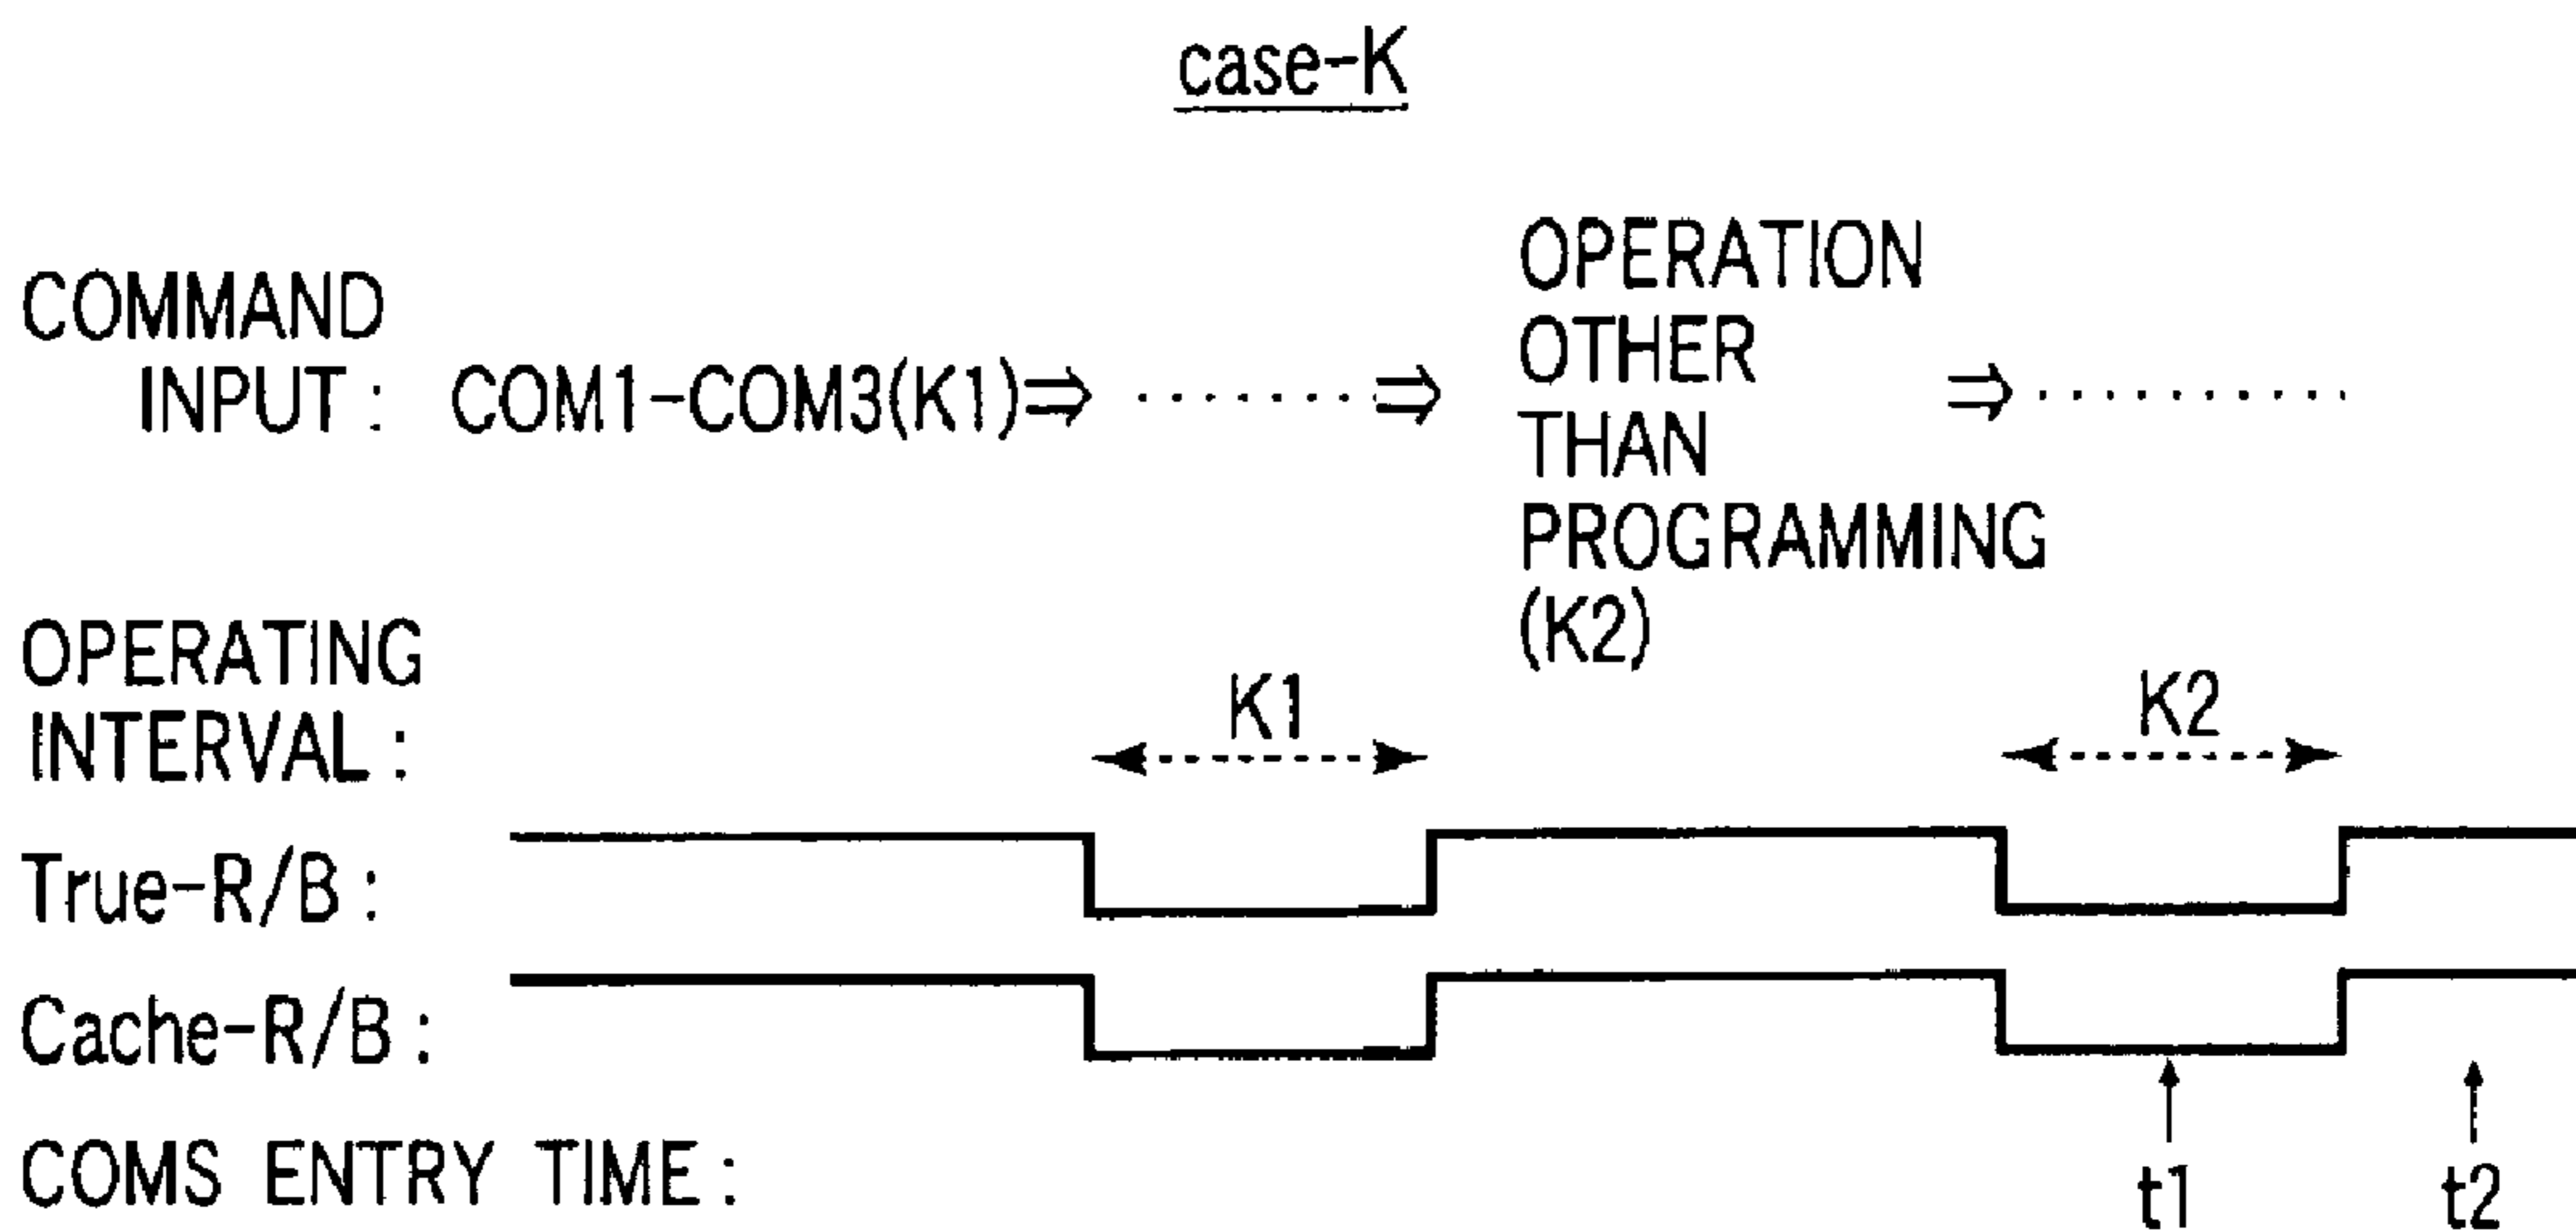 case-K
COMMAND
INPUT : COM1-COM3(K1)⇒ ······· ⇒
OPERATION
OTHER
THAN
PROGRAMMING
(K2)
⇒ ··········
OPERATING
INTERVAL :
K1
K2
True-R/B :
Cache-R/B :
COMS ENTRY TIME :
t1
t2